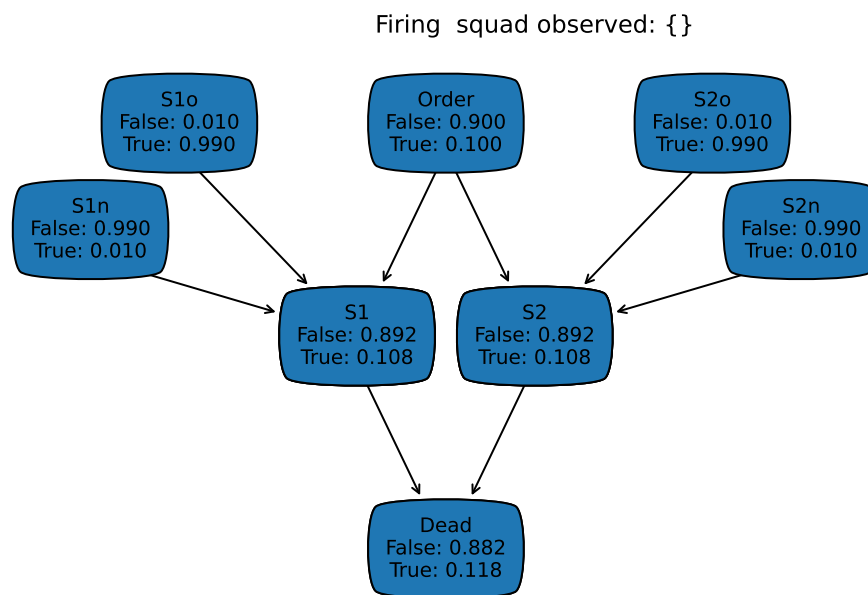 Firing  squad observed: {}
S1o
False: 0.010
True: 0.990
Order
False: 0.900
True: 0.100
S2o
False: 0.010
True: 0.990
S1n
False: 0.990
True: 0.010
S2n
False: 0.990
True: 0.010
S1
False: 0.892
True: 0.108
S2
False: 0.892
True: 0.108
Dead
False: 0.882
True: 0.118